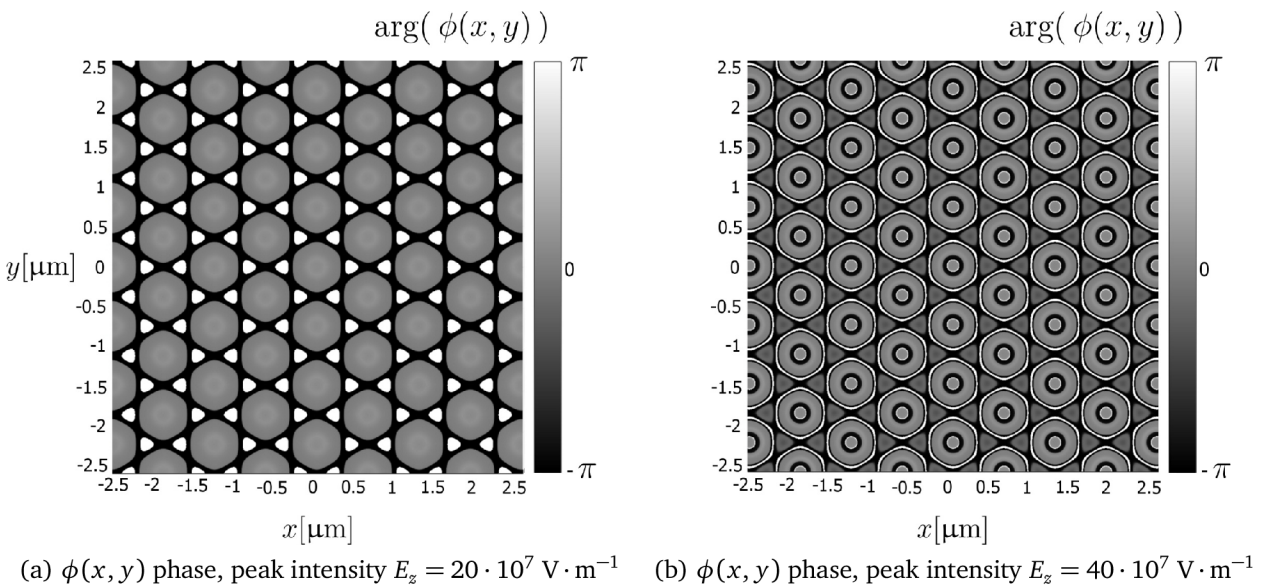 arg( ϕ(x, y) )
π
2.5
2
1.5
1
0.5
0
-0.5
-1
-1.5
-2
-2.5
y[µm]
0
-π
-2.5 -2 -1.5 -1 -0.5 0 0.5 1 1.5 2 2.5
x[µm]
(a) ϕ(x, y) phase, peak intensity E_z = 20 · 10⁷ V · m⁻¹
arg( ϕ(x, y) )
π
2.5
2
1.5
1
0.5
0
-0.5
-1
-1.5
-2
-2.5
0
-π
-2.5 -2 -1.5 -1 -0.5 0 0.5 1 1.5 2 2.5
x[µm]
(b) ϕ(x, y) phase, peak intensity E_z = 40 · 10⁷ V · m⁻¹